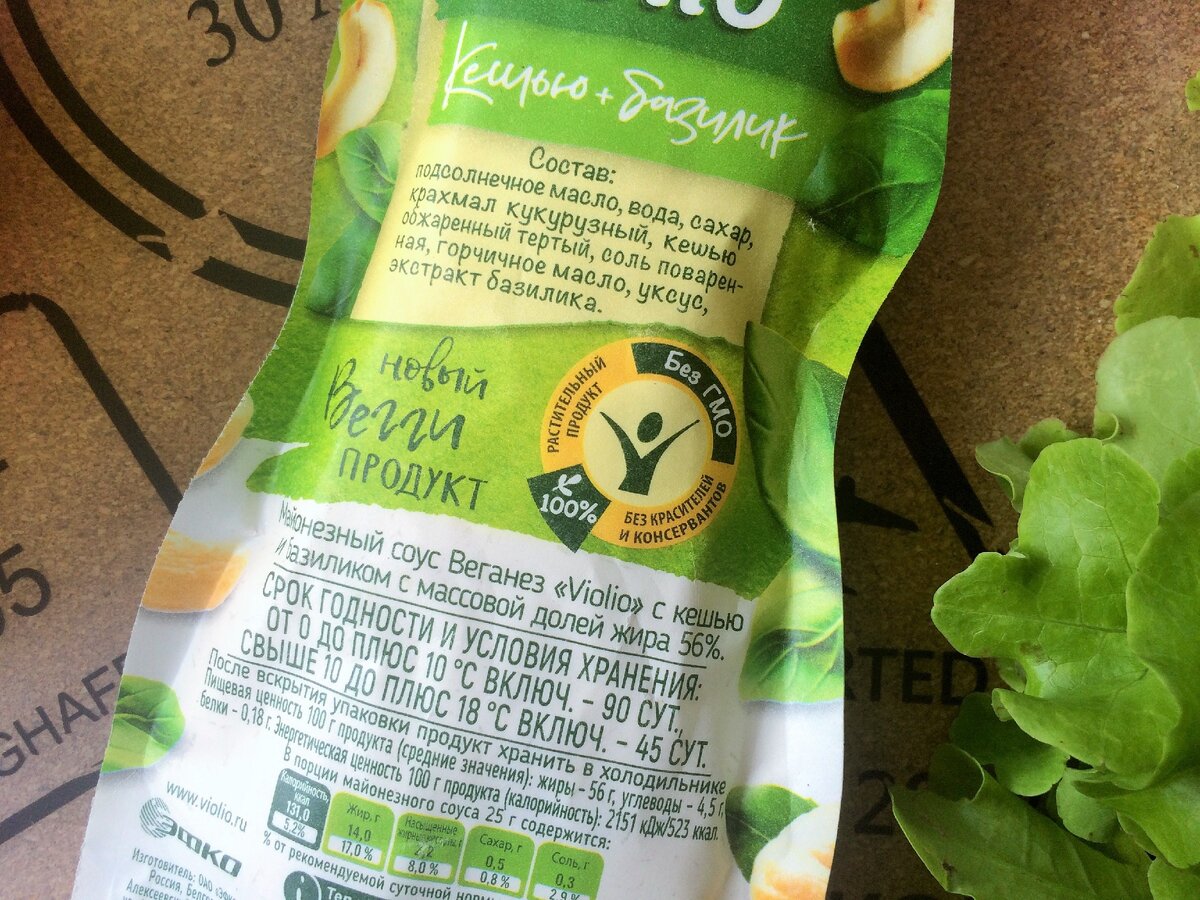 30
Кешью + базилик
Состав:
подсолнечное масло, вода, сахар,
крахмал кукурузный, кешью
обжаренный тертый, соль поварен-
ная, горчичное масло, уксус,
экстракт базилика.
новый
Вегги
ПРОДУКТ
РАСТИТЕЛЬНЫЙ
ПРОДУКТ
Без ГМО
100%
БЕЗ КРАСИТЕЛЕЙ
И КОНСЕРВАНТОВ
Майонезный соус Веганез «Violio» с кешью
и базиликом с массовой долей жира 56%.
СРОК ГОДНОСТИ И УСЛОВИЯ ХРАНЕНИЯ:
ОТ 0 ДО ПЛЮС 10 °С ВКЛЮЧ. – 90 СУТ.,
СВЫШЕ 10 ДО ПЛЮС 18 °С ВКЛЮЧ. – 45 СУТ.
После вскрытия упаковки продукт хранить в холодильнике
Пищевая ценность 100 г продукта (средние значения): жиры – 56 г, углеводы – 4,5 г,
белки – 0,18 г. Энергетическая ценность 100 г продукта (калорийность): 2151 кДж/523 ккал.
В порции майонезного соуса 25 г содержится:
Калорийность,
ккал
131,0
5,2%
Жир, г
14,0
17,0 %
Насыщенные
2,2
8,0 %
Сахар, г
0,5
0,8 %
Соль, г
0,3
2,9 %
% от рекомендуемой суточной нормы
www.violio.ru
ЭФКО
Изготовитель: ОАО
Россия,